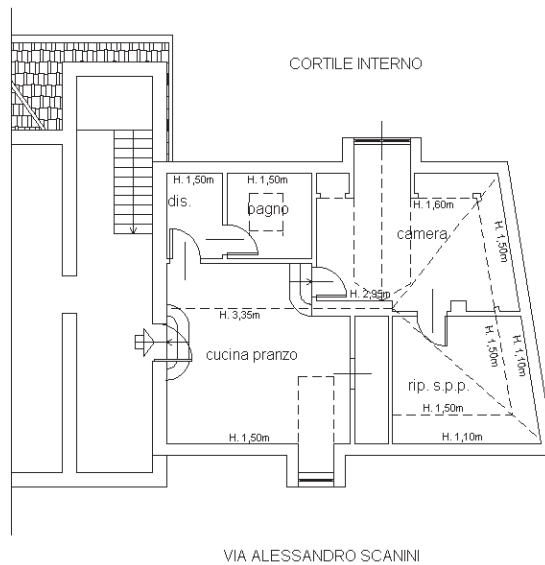 CORTILE INTERNO
H. 1,50m
H. 1,50m
dis.
bagno
H. 1,60m
camera
H. 1,50m
H. 2,95m
H. 3,35m
cucina pranzo
H. 1,50m
H. 1,10m
rip. s.p.p.
H. 1,50m
H. 1,50m
H. 1,10m
VIA ALESSANDRO SCANINI